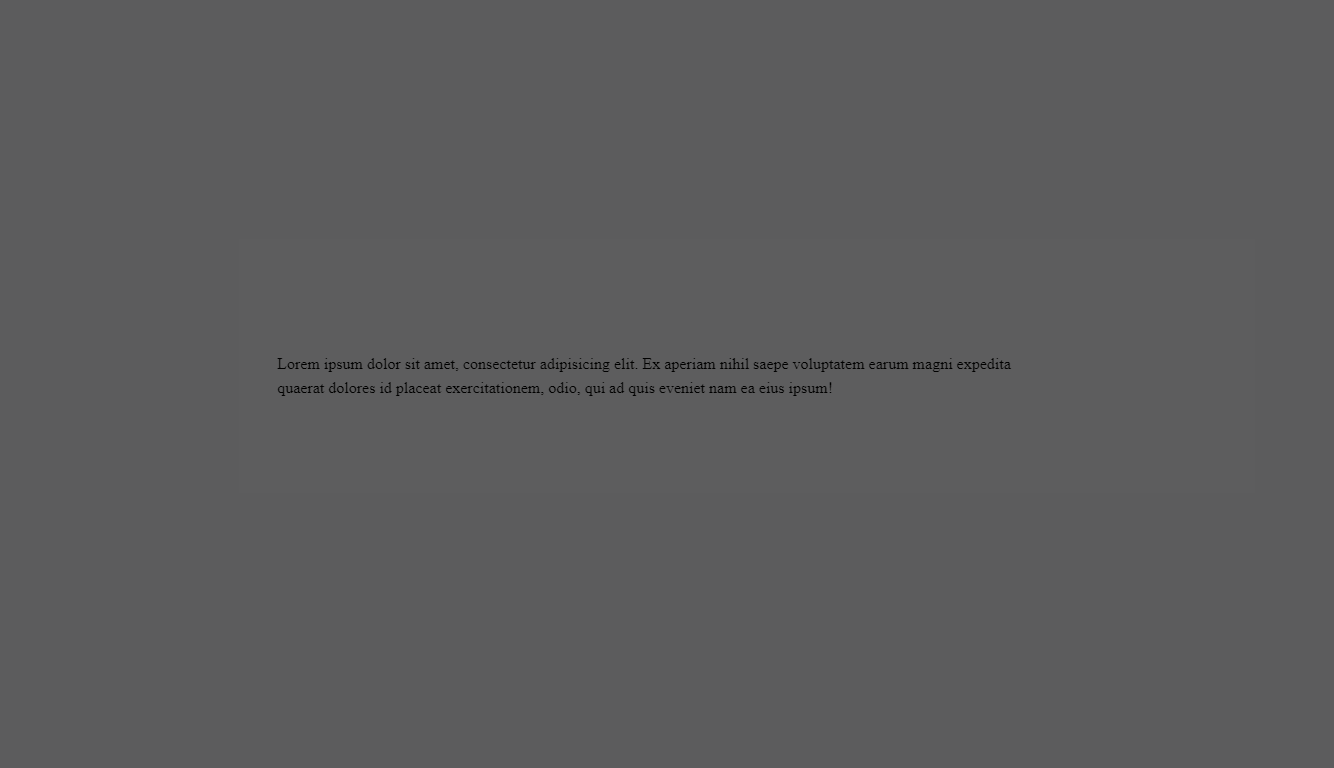 Lorem ipsum dolor sit amet, consectetur adipisicing elit. Ex aperiam nihil saepe voluptatem earum magni expedita
quaerat dolores id placeat exercitationem, odio, qui ad quis eveniet nam ea eius ipsum!